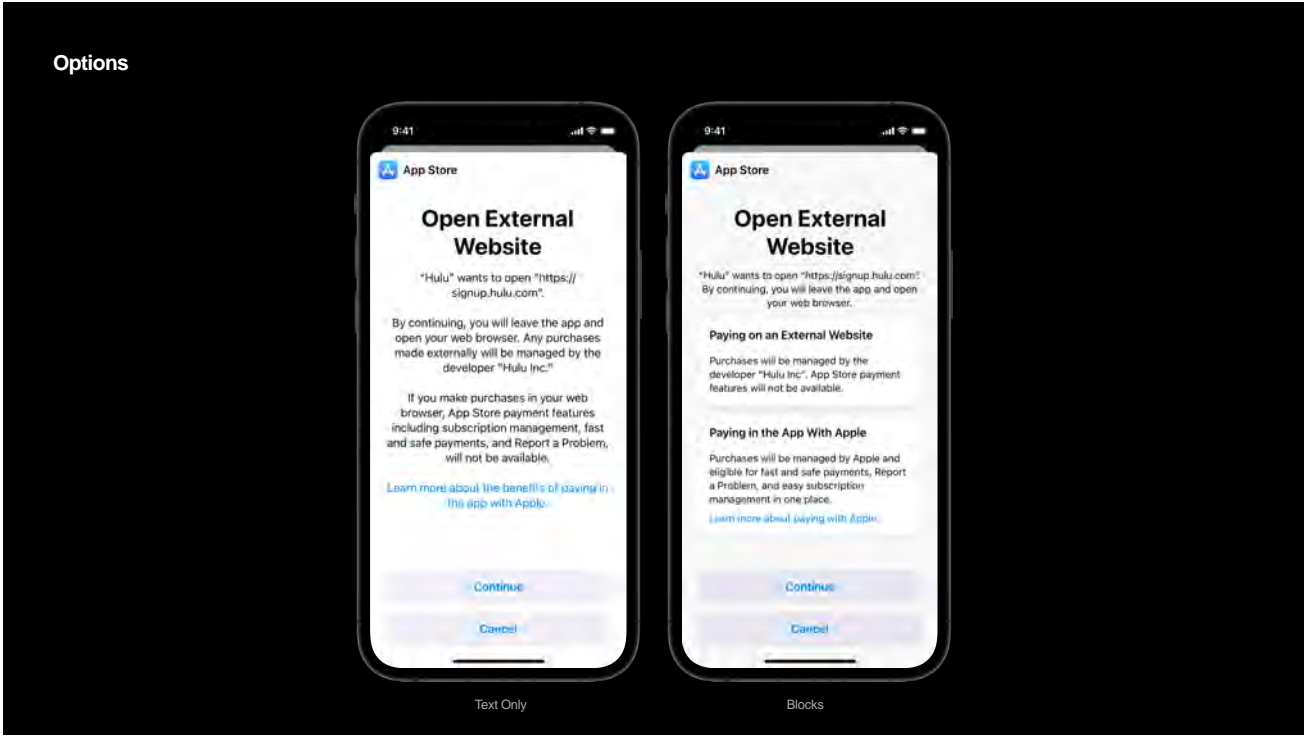 Options
9:41
App Store
Open External
Website
"Hulu" wants to open "https://
signup.hulu.com".
By continuing, you will leave the app and
open your web browser. Any purchases
made externally will be managed by the
developer "Hulu Inc."
If you make purchases in your web
browser, App Store payment features
including subscription management, fast
and safe payments, and Report a Problem,
will not be available.
Learn more about the benefits of paying in
the app with Apple.
Continue
Cancel
Text Only
9:41
App Store
Open External
Website
"Hulu" wants to open "https://signup.hulu.com".
By continuing, you will leave the app and open
your web browser.
Paying on an External Website
Purchases will be managed by the
developer "Hulu Inc". App Store payment
features will not be available.
Paying in the App With Apple
Purchases will be managed by Apple and
eligible for fast and safe payments, Report
a Problem, and easy subscription
management in one place.
Learn more about paying with Apple.
Continue
Cancel
Blocks